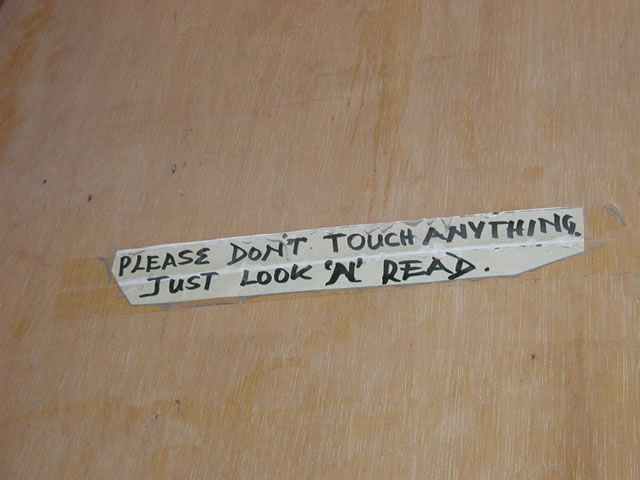 PLEASE DON'T TOUCH ANYTHING.
JUST LOOK 'N' READ.